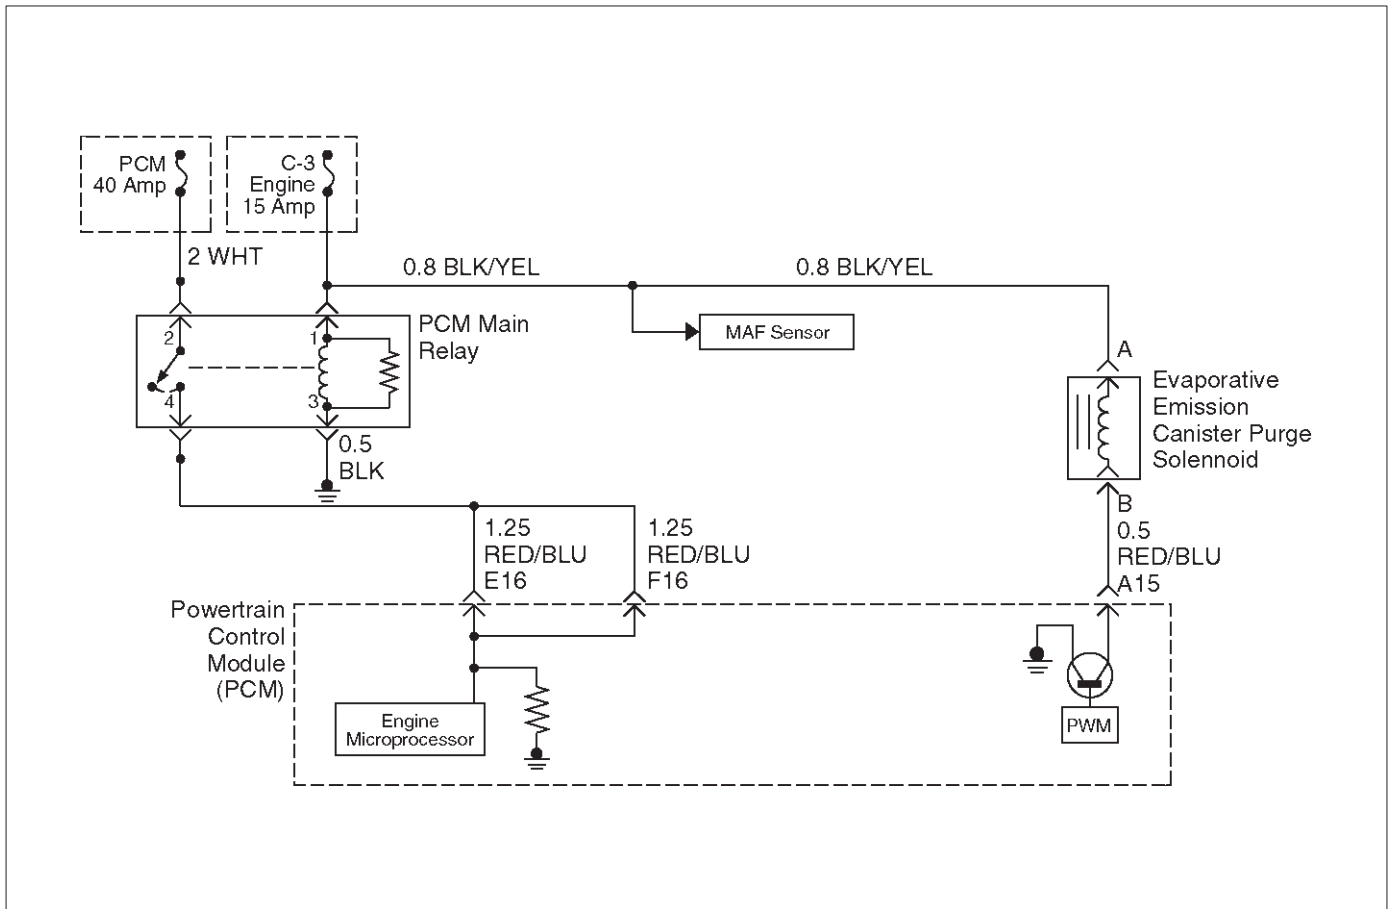 PCM
40 Amp
C-3
Engine
15 Amp
2 WHT
0.8 BLK/YEL
0.8 BLK/YEL
PCM Main
Relay
2
1
4
3
MAF Sensor
A
Evaporative
Emission
Canister Purge
Solennoid
0.5
BLK
B
0.5
RED/BLU
A15
1.25
RED/BLU
E16
1.25
RED/BLU
F16
Powertrain
Control
Module
(PCM)
Engine
Microprocessor
PWM